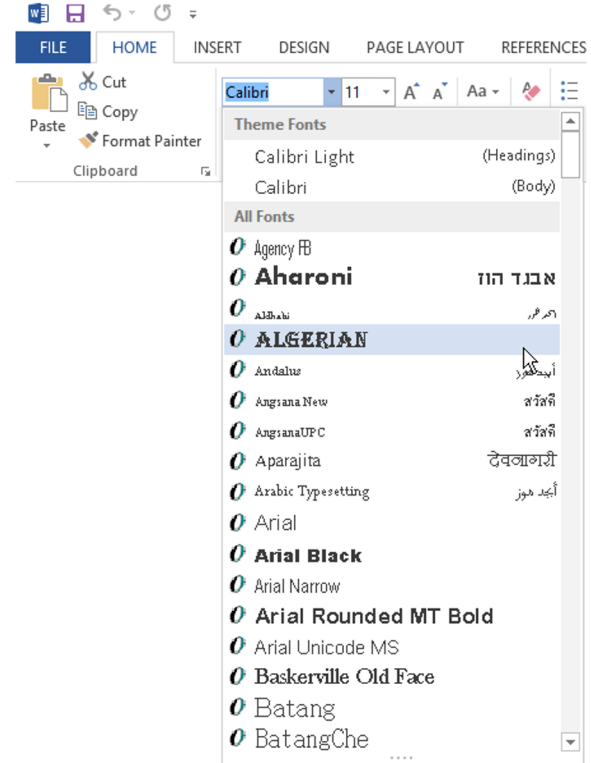 FILE HOME INSERT DESIGN PAGE LAYOUT REFERENCES
Cut
Copy
Paste
Format Painter
Clipboard
Calibri 11 Aa
Theme Fonts
Calibri Light (Headings)
Calibri (Body)
All Fonts
Agency FB
Aharoni אבגד הוז
Aldhabi
ALGERIAN
Andalus أبجد هوز
Angsana New สวัสดี
AngsanaUPC สวัสดี
Aparajita देवनागरी
Arabic Typesetting أبجد هوز
Arial
Arial Black
Arial Narrow
Arial Rounded MT Bold
Arial Unicode MS
Baskerville Old Face
Batang
BatangChe